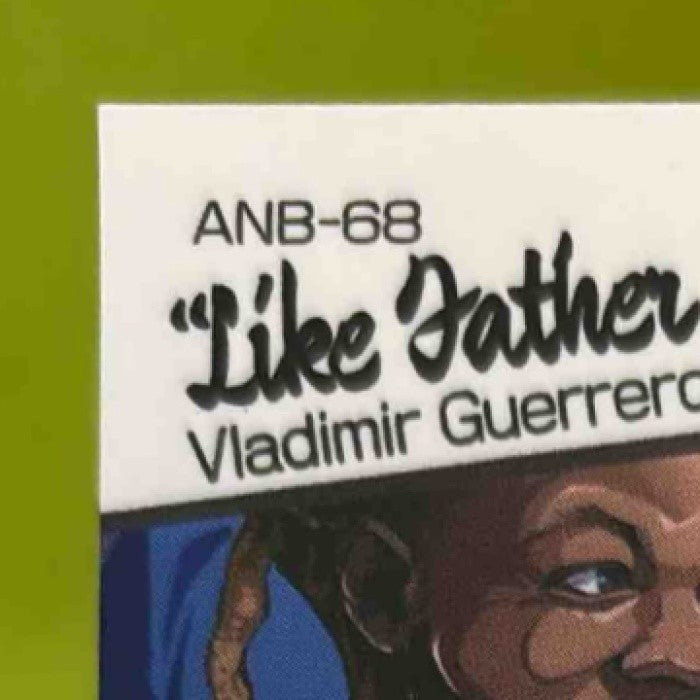 ANB-68
"Like Father
Vladimir Guerrero